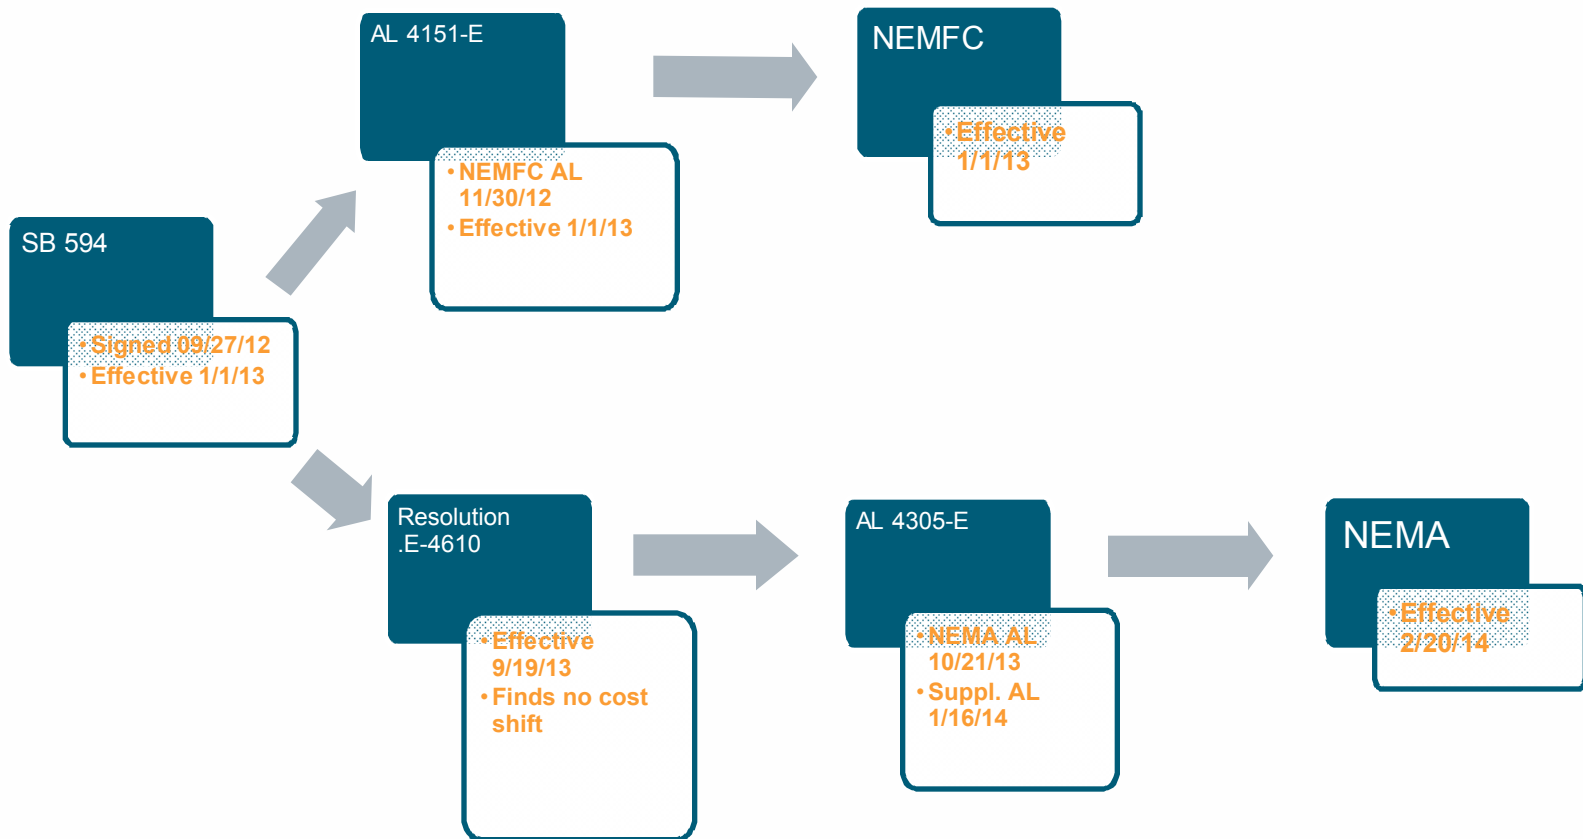 AL 4151-E
• NEMFC AL
11/30/12
• Effective 1/1/13
NEMFC
• Effective
1/1/13
SB 594
• Signed 09/27/12
• Effective 1/1/13
Resolution
.E-4610
• Effective
9/19/13
• Finds no cost
shift
AL 4305-E
• NEMA AL
10/21/13
• Suppl. AL
1/16/14
NEMA
• Effective
2/20/14